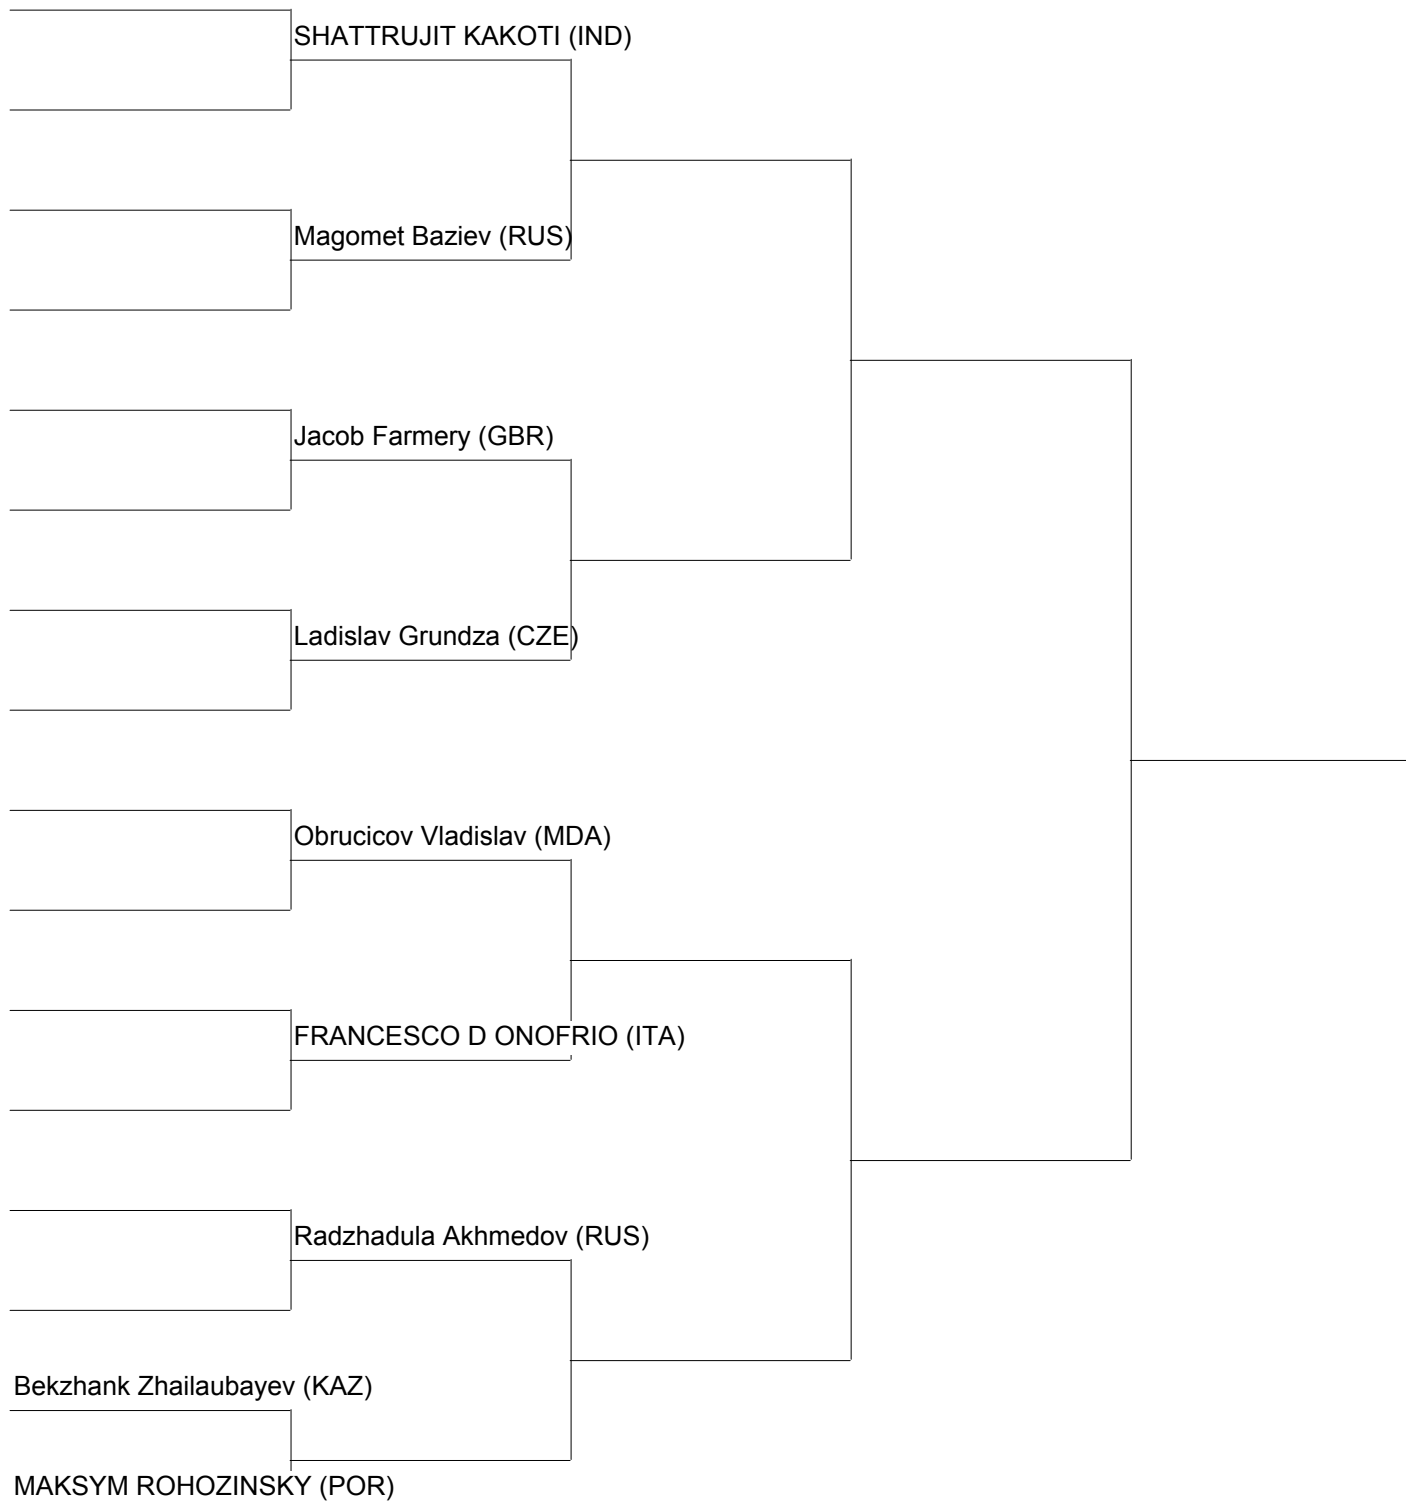 SHATTRUJIT KAKOTI (IND)
Magomet Baziev (RUS)
Jacob Farmery (GBR)
Ladislav Grundza (CZE)
Obrucicov Vladislav (MDA)
FRANCESCO D ONOFRIO (ITA)
Radzhadula Akhmedov (RUS)
Bekzhank Zhailaubayev (KAZ)
MAKSYM ROHOZINSKY (POR)